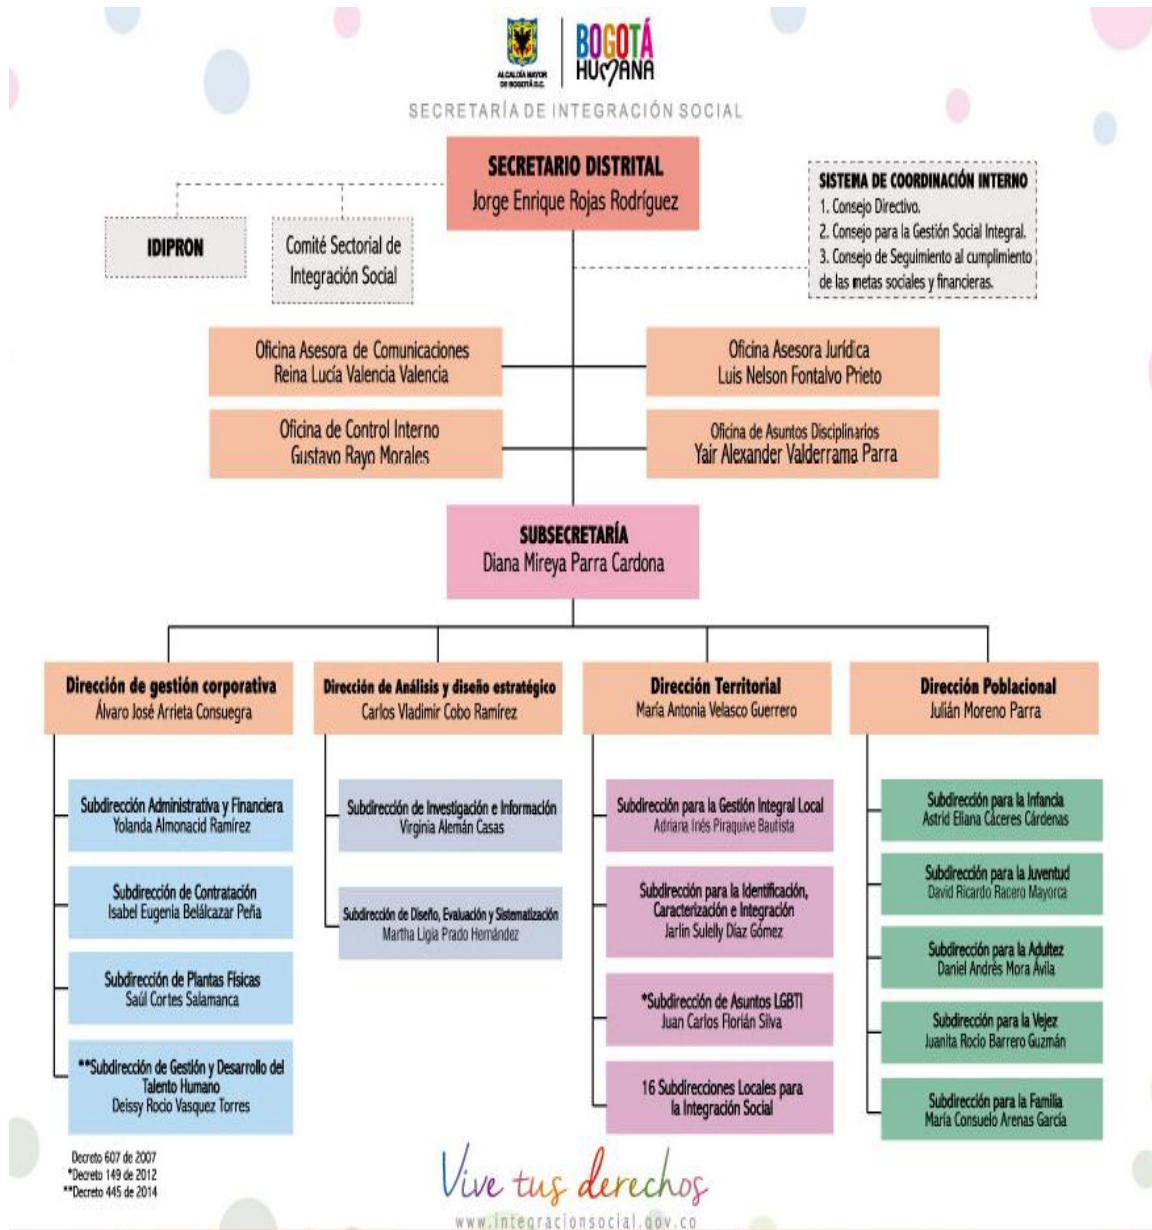 ALCALDÍA MAYOR
DE BOGOTÁ D.C.
BOGOTÁ
HUMANA
SECRETARÍA DE INTEGRACIÓN SOCIAL
SECRETARIO DISTRITAL
Jorge Enrique Rojas Rodríguez
SISTEMA DE COORDINACIÓN INTERNO
1. Consejo Directivo.
2. Consejo para la Gestión Social Integral.
3. Consejo de Seguimiento al cumplimiento
de las metas sociales y financieras.
IDIPRON
Comité Sectorial de
Integración Social
Oficina Asesora de Comunicaciones
Reina Lucía Valencia Valencia
Oficina Asesora Jurídica
Luis Nelson Fontalvo Prieto
Oficina de Control Interno
Gustavo Rayo Morales
Oficina de Asuntos Disciplinarios
Yair Alexander Valderrama Parra
SUBSECRETARÍA
Diana Mireya Parra Cardona
Dirección de gestión corporativa
Álvaro José Arrieta Consuegra
Subdirección Administrativa y Financiera
Yolanda Almonacid Ramírez
Subdirección de Contratación
Isabel Eugenia Belálcazar Peña
Subdirección de Plantas Físicas
Saúl Cortes Salamanca
**Subdirección de Gestión y Desarrollo del
Talento Humano
Deissy Rocio Vasquez Torres
Dirección de Análisis y diseño estratégico
Carlos Vladimir Cobo Ramírez
Subdirección de Investigación e Información
Virginia Alemán Casas
Subdirección de Diseño, Evaluación y Sistematización
Martha Ligia Prado Hernández
Dirección Territorial
María Antonia Velasco Guerrero
Subdirección para la Gestión Integral Local
Adriana Inés Piraquive Bautista
Subdirección para la Identificación,
Caracterización e Integración
Jarlin Sulelly Díaz Gómez
*Subdirección de Asuntos LGBTI
Juan Carlos Florián Silva
16 Subdirecciones Locales para
la Integración Social
Dirección Poblacional
Julián Moreno Parra
Subdirección para la Infancia
Astrid Eliana Cáceres Cárdenas
Subdirección para la Juventud
David Ricardo Racero Mayorca
Subdirección para la Adultez
Daniel Andrés Mora Ávila
Subdirección para la Vejez
Juanita Rocio Barrero Guzmán
Subdirección para la Familia
María Consuelo Arenas García
Decreto 607 de 2007
*Decreto 149 de 2012
**Decreto 445 de 2014
Vive tus derechos
www.integracionsocial.gov.co